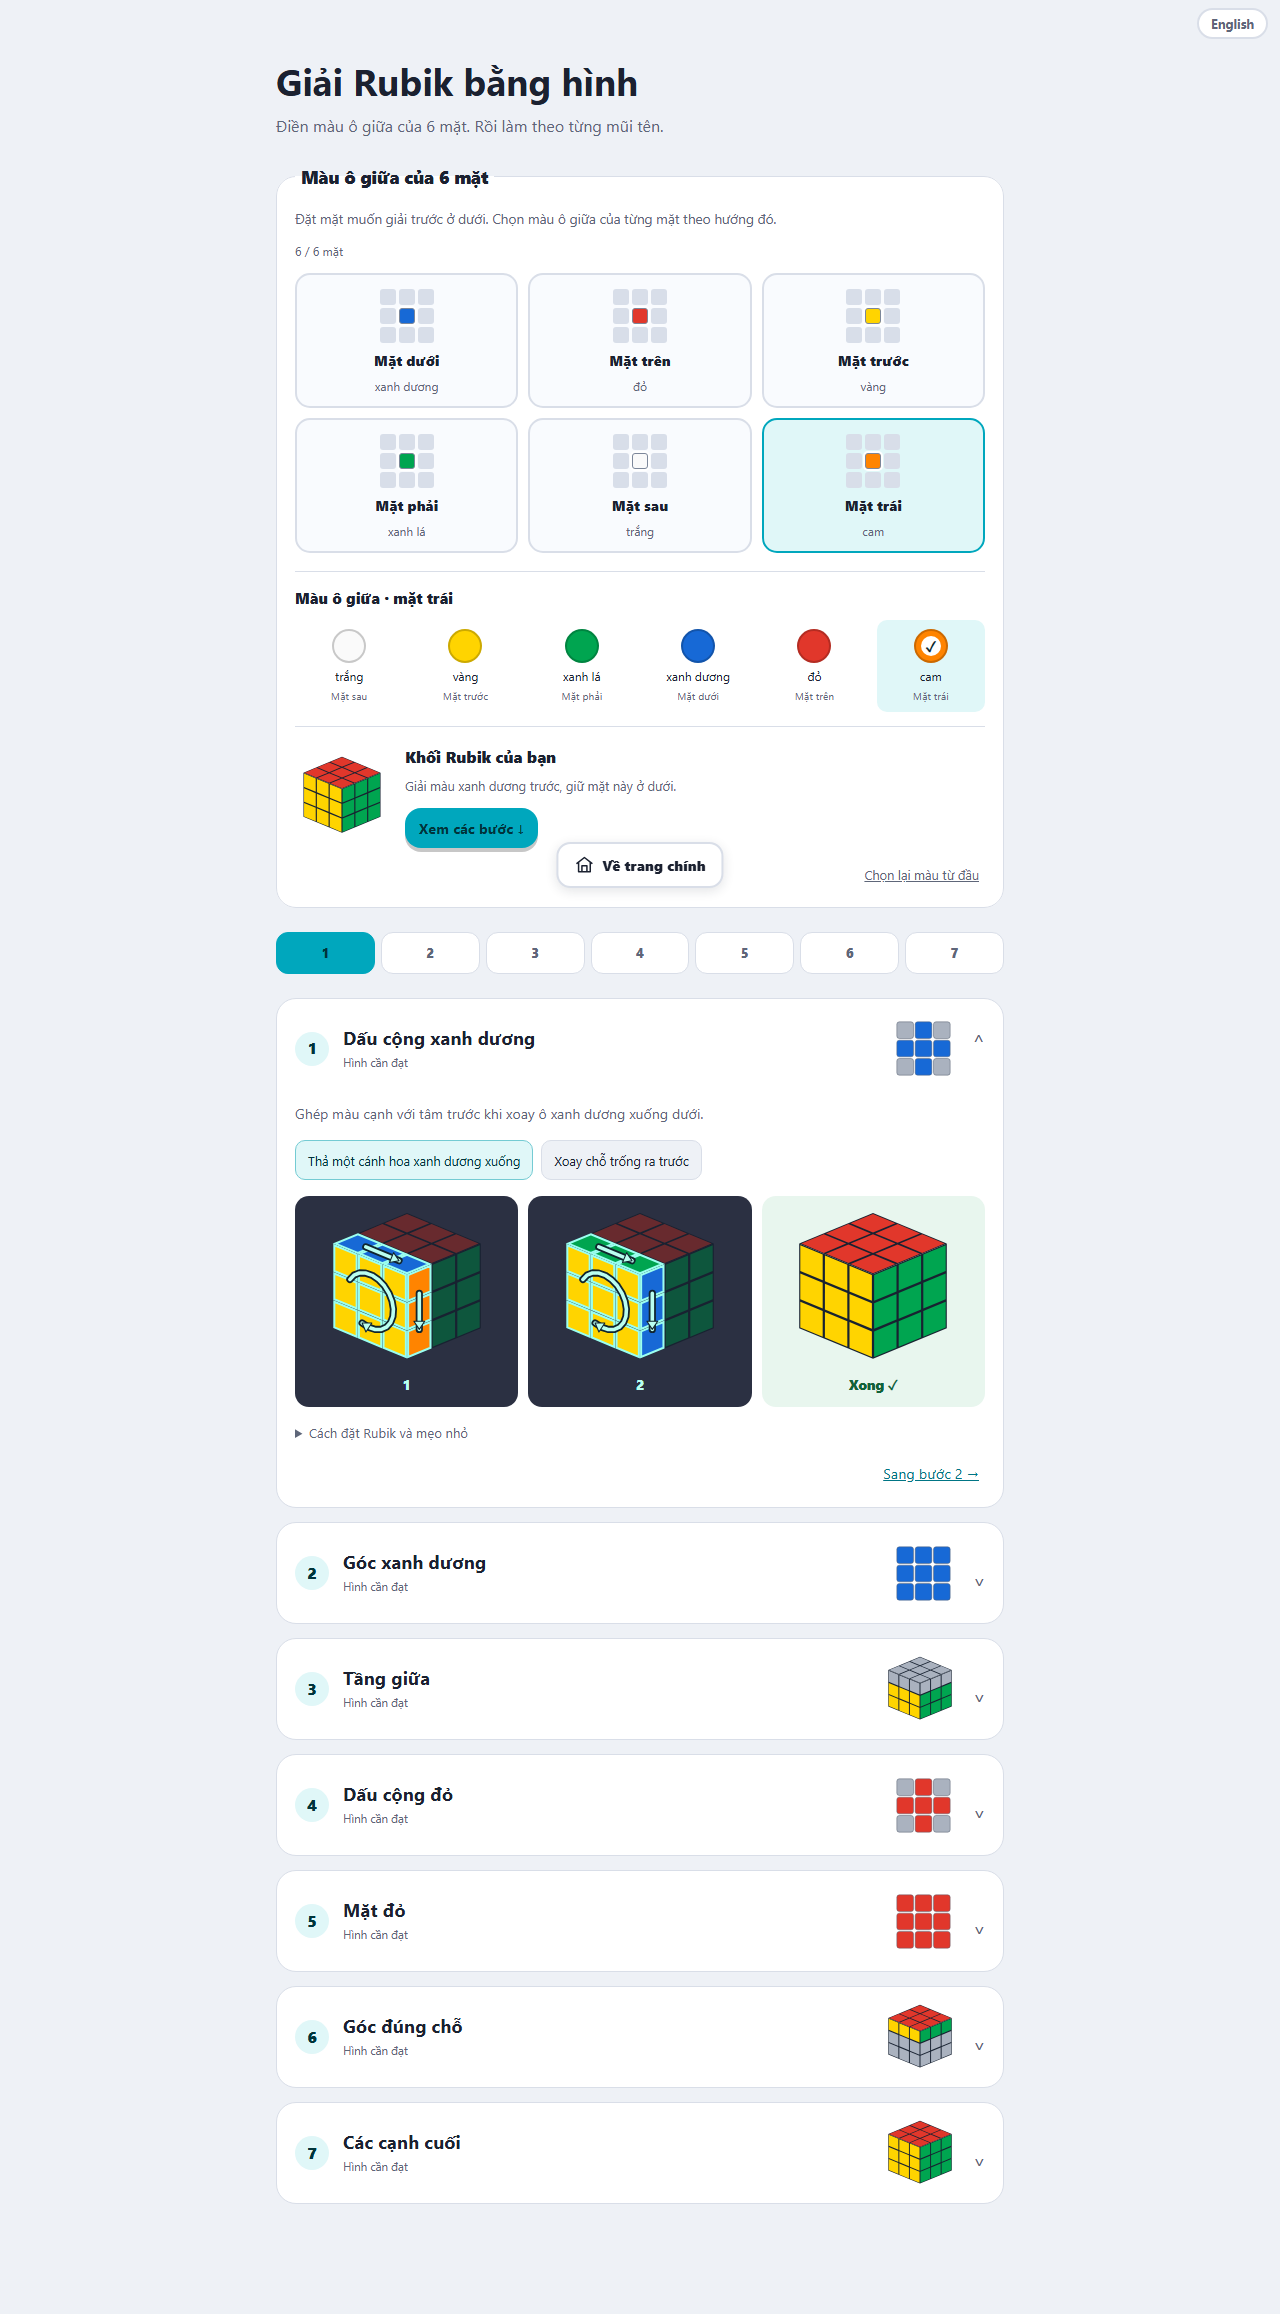 English
Giải Rubik bằng hình
Điền màu ô giữa của 6 mặt. Rồi làm theo từng mũi tên.
Màu ô giữa của 6 mặt
Đặt mặt muốn giải trước ở dưới. Chọn màu ô giữa của từng mặt theo hướng đó.
6 / 6 mặt
Mặt dưới
xanh dương
Mặt trên
đỏ
Mặt trước
vàng
Mặt phải
xanh lá
Mặt sau
trắng
Mặt trái
cam
Màu ô giữa · mặt trái
trắng
Mặt sau
vàng
Mặt trước
xanh lá
Mặt phải
xanh dương
Mặt dưới
đỏ
Mặt trên
✓
cam
Mặt trái
Khối Rubik của bạn
Giải màu xanh dương trước, giữ mặt này ở dưới.
Xem các bước ↓
Về trang chính
Chọn lại màu từ đầu
1
2
3
4
5
6
7
1
Dấu cộng xanh dương
Hình cần đạt
Ghép màu cạnh với tâm trước khi xoay ô xanh dương xuống dưới.
Thả một cánh hoa xanh dương xuống
Xoay chỗ trống ra trước
1
2
Xong ✓
▶ Cách đặt Rubik và mẹo nhỏ
Sang bước 2 →
2
Góc xanh dương
Hình cần đạt
3
Tầng giữa
Hình cần đạt
4
Dấu cộng đỏ
Hình cần đạt
5
Mặt đỏ
Hình cần đạt
6
Góc đúng chỗ
Hình cần đạt
7
Các cạnh cuối
Hình cần đạt